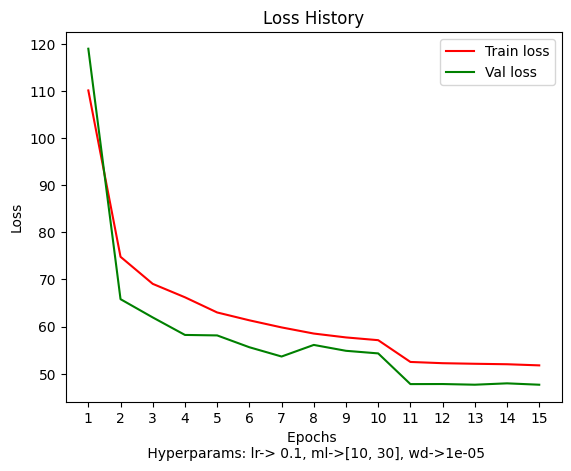 Loss History
Train loss
Val loss
120
110
100
90
80
70
60
50
Loss
1 2 3 4 5 6 7 8 9 10 11 12 13 14 15
Epochs
Hyperparams: lr-> 0.1, ml->[10, 30], wd->1e-05